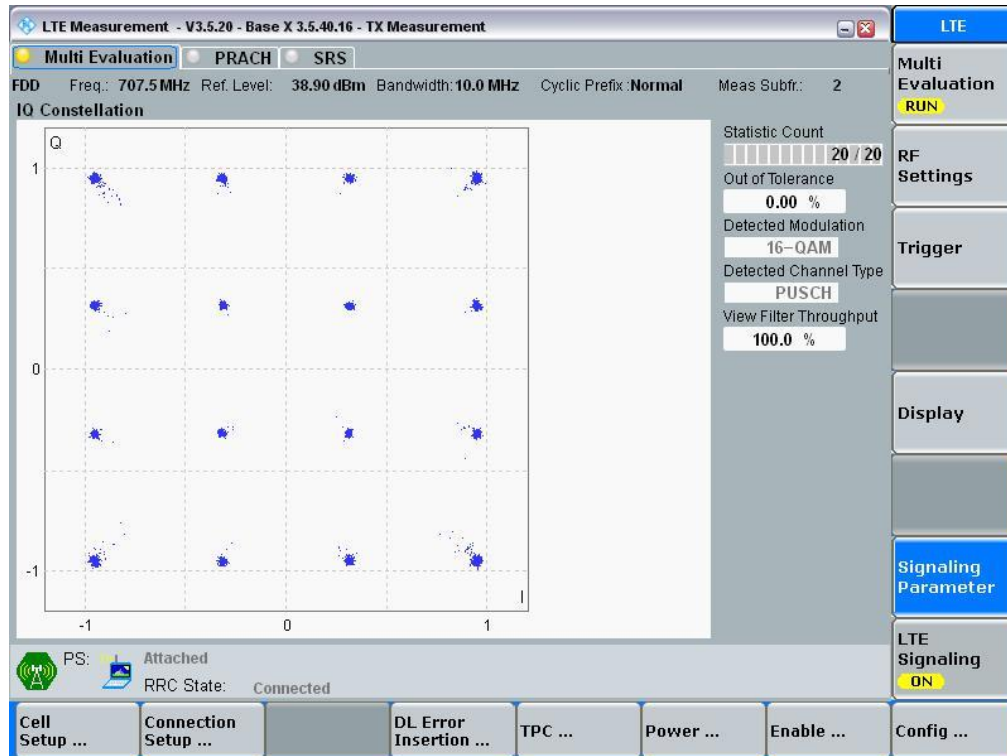 LTE Measurement - V3.5.20 - Base X 3.5.40.16 - TX Measurement
LTE
Multi Evaluation PRACH SRS
FDD Freq.: 707.5 MHz Ref. Level: 38.90 dBm Bandwidth: 10.0 MHz Cyclic Prefix: Normal Meas Subfr.: 2
IQ Constellation
Q
1
0
-1
-1 0 1
I
Statistic Count
20 / 20
Out of Tolerance
0.00 %
Detected Modulation
16-QAM
Detected Channel Type
PUSCH
View Filter Throughput
100.0 %
Multi
Evaluation
RUN
RF
Settings
Trigger
Display
Signaling
Parameter
LTE
Signaling
ON
PS: Attached
RRC State: Connected
Cell
Setup ...
Connection
Setup ...
DL Error
Insertion ...
TPC ...
Power ...
Enable ...
Config ...